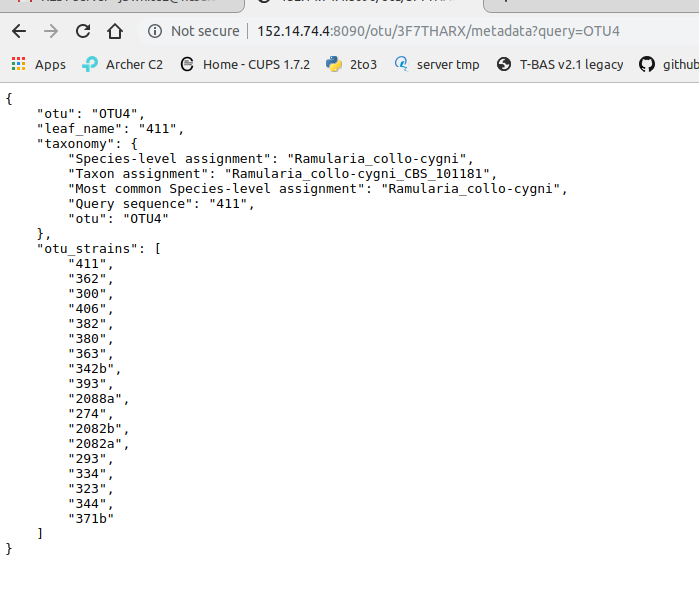 Not secure 152.14.74.4:8090/otu/3F7THARX/metadata?query=OTU4
Apps Archer C2 Home - CUPS 1.7.2 2to3 server tmp T-BAS v2.1 legacy github
{
    "otu": "OTU4",
    "leaf_name": "411",
    "taxonomy": {
        "Species-level assignment": "Ramularia_collo-cygni",
        "Taxon assignment": "Ramularia_collo-cygni_CBS_101181",
        "Most common Species-level assignment": "Ramularia_collo-cygni",
        "Query sequence": "411",
        "otu": "OTU4"
    },
    "otu_strains": [
        "411",
        "362",
        "300",
        "406",
        "382",
        "380",
        "363",
        "342b",
        "393",
        "2088a",
        "274",
        "2082b",
        "2082a",
        "293",
        "334",
        "323",
        "344",
        "371b"
    ]
}